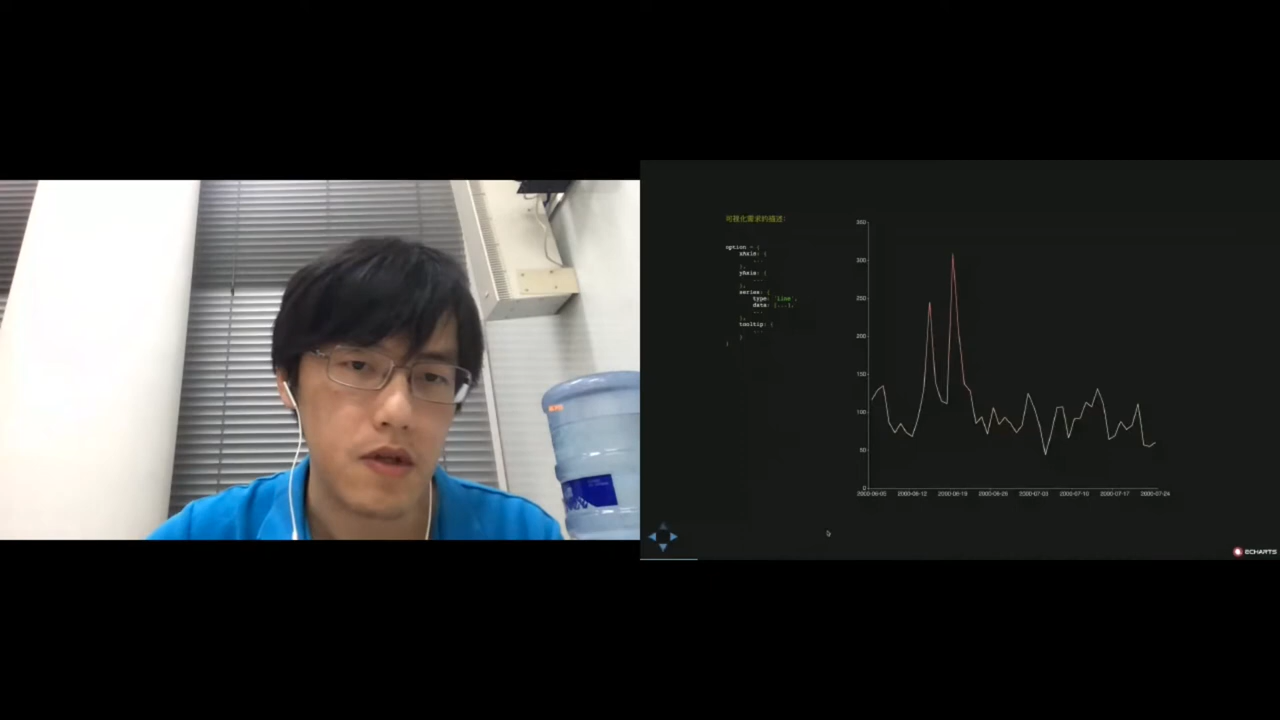 可视化需求的描述:
option = {
xAxis: {
...
},
yAxis: {
...
},
series: {
type: 'line',
data: [...],
...
},
tooltip: {
...
}
}
350
300
250
200
150
100
50
0
2000-06-05 2000-06-12 2000-06-19 2000-06-26 2000-07-03 2000-07-10 2000-07-17 2000-07-24
ECHARTS